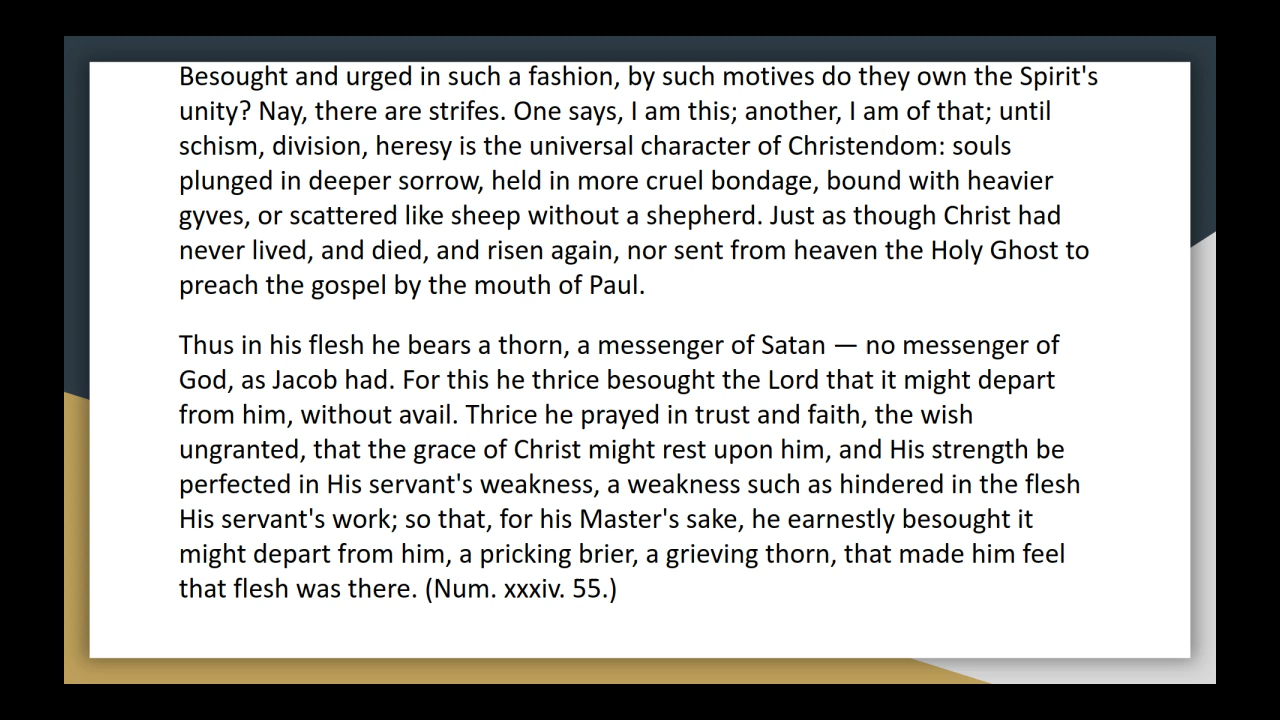 Besought and urged in such a fashion, by such motives do they own the Spirit's
unity? Nay, there are strifes. One says, I am this; another, I am of that; until
schism, division, heresy is the universal character of Christendom: souls
plunged in deeper sorrow, held in more cruel bondage, bound with heavier
gyves, or scattered like sheep without a shepherd. Just as though Christ had
never lived, and died, and risen again, nor sent from heaven the Holy Ghost to
preach the gospel by the mouth of Paul.
Thus in his flesh he bears a thorn, a messenger of Satan — no messenger of
God, as Jacob had. For this he thrice besought the Lord that it might depart
from him, without avail. Thrice he prayed in trust and faith, the wish
ungranted, that the grace of Christ might rest upon him, and His strength be
perfected in His servant's weakness, a weakness such as hindered in the flesh
His servant's work; so that, for his Master's sake, he earnestly besought it
might depart from him, a pricking brier, a grieving thorn, that made him feel
that flesh was there. (Num. xxxiv. 55.)